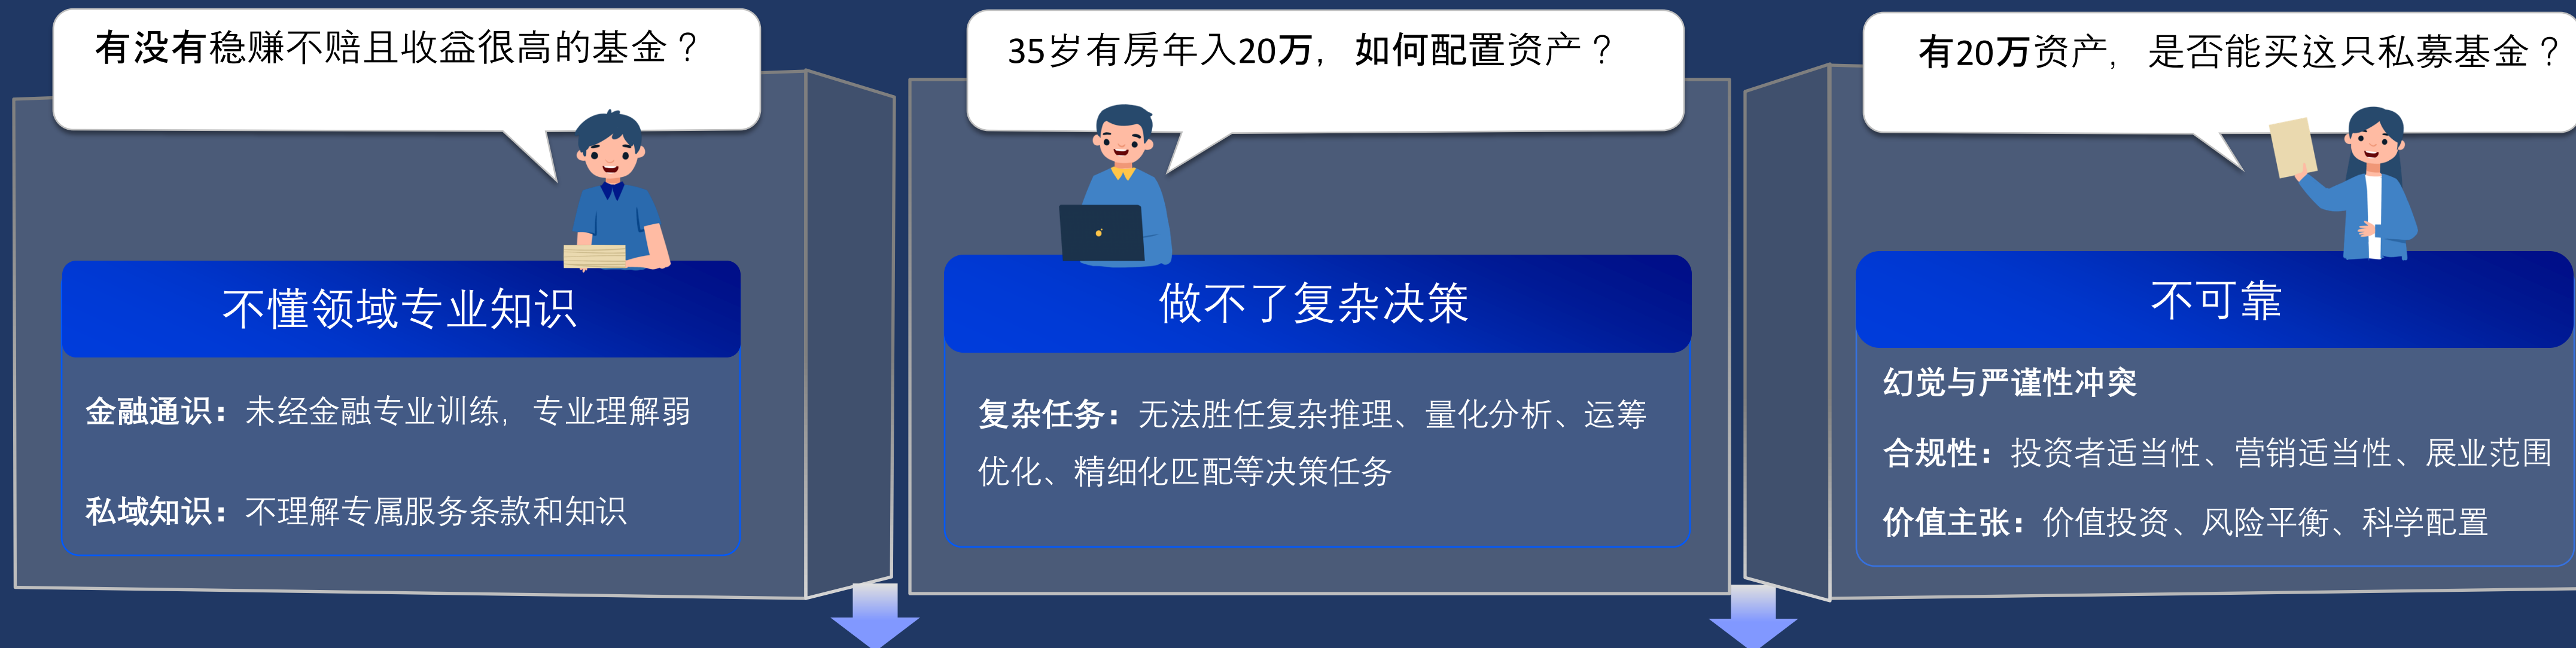 有没有稳赚不赔且收益很高的基金？
35岁有房年入20万，如何配置资产？
有20万资产，是否能买这只私募基金？
不懂领域专业知识
金融通识：未经金融专业训练，专业理解弱
私域知识：不理解专属服务条款和知识
做不了复杂决策
复杂任务：无法胜任复杂推理、量化分析、运筹
优化、精细化匹配等决策任务
不可靠
幻觉与严谨性冲突
合规性：投资者适当性、营销适当性、展业范围
价值主张：价值投资、风险平衡、科学配置